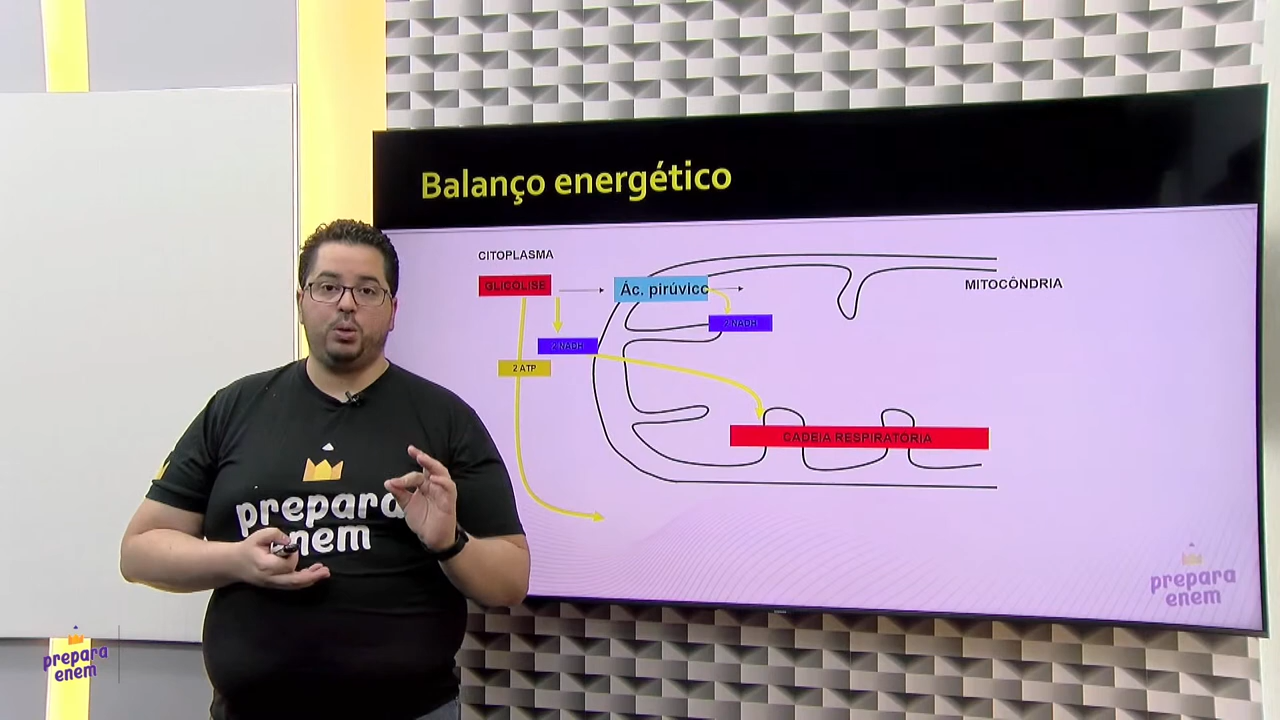 Balanço energético
CITOPLASMA
GLICÓLISE
Ác. pirúvico
MITOCÔNDRIA
2 NADH
2 NADH
2 ATP
CADEIA RESPIRATÓRIA
prepara
enem
prepara
enem
prepara
enem